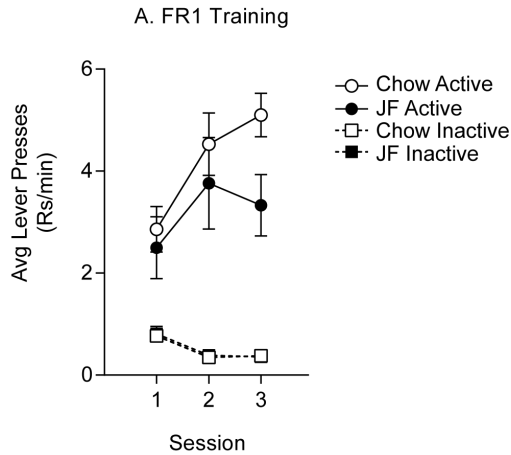 A. FR1 Training
Avg Lever Presses
(Rs/min)
6
4
2
0
1 2 3
Session
Chow Active
JF Active
Chow Inactive
JF Inactive